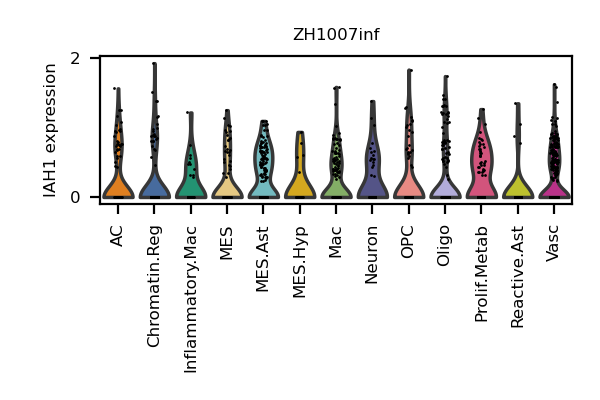 ZH1007inf
IAH1 expression
2
0
AC
Chromatin.Reg
Inflammatory.Mac
MES
MES.Ast
MES.Hyp
Mac
Neuron
OPC
Oligo
Prolif.Metab
Reactive.Ast
Vasc